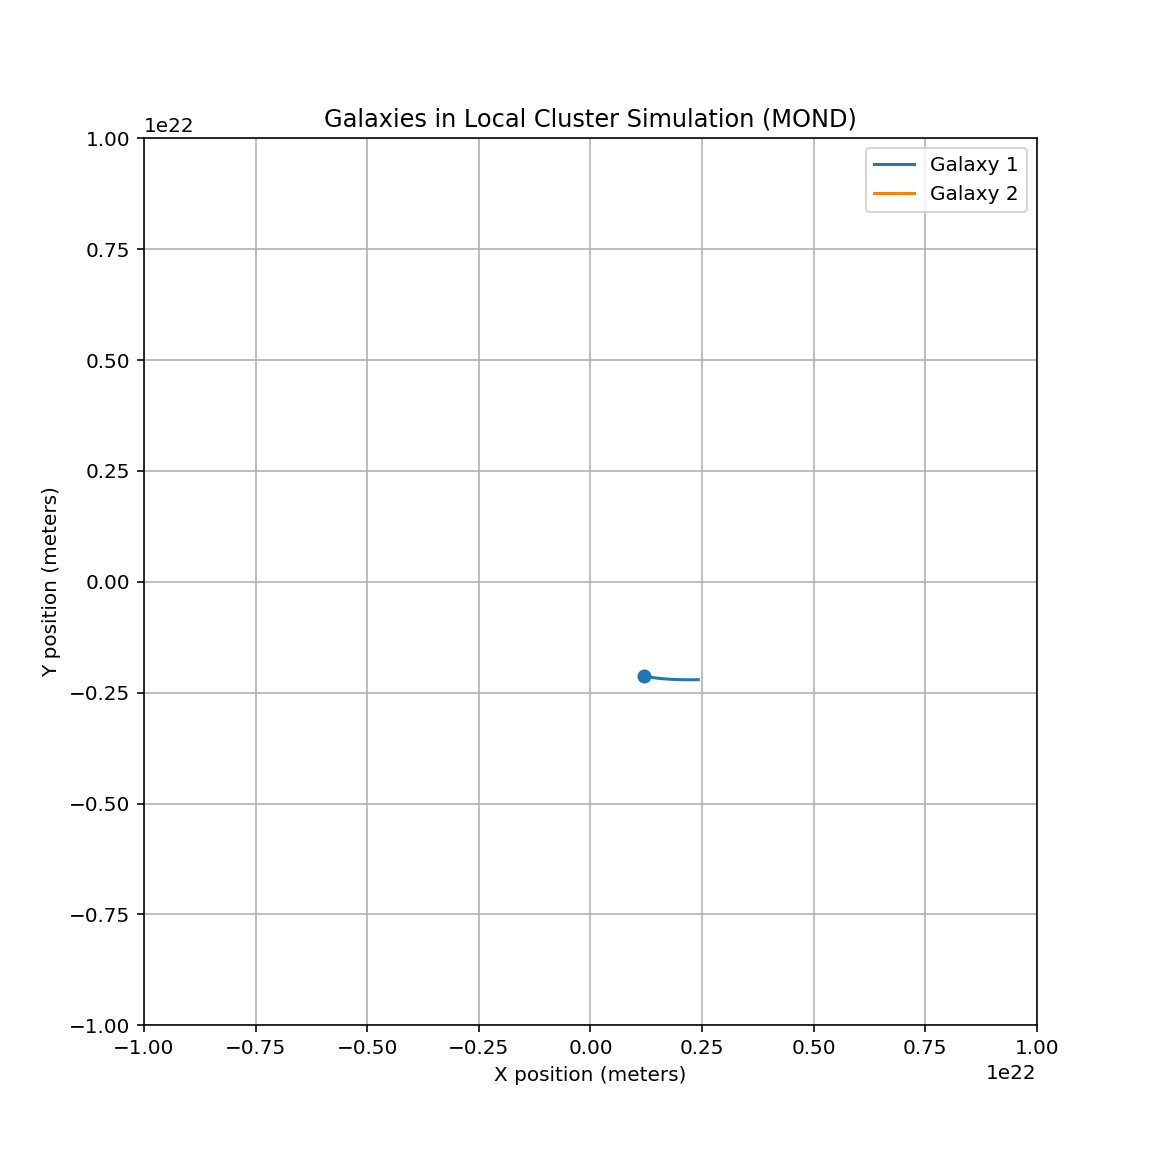 Galaxies in Local Cluster Simulation (MOND)
1e22
1.00
0.75
0.50
0.25
0.00
−0.25
−0.50
−0.75
−1.00
Y position (meters)
Galaxy 1
Galaxy 2
−1.00 −0.75 −0.50 −0.25 0.00 0.25 0.50 0.75 1.00
X position (meters)
1e22